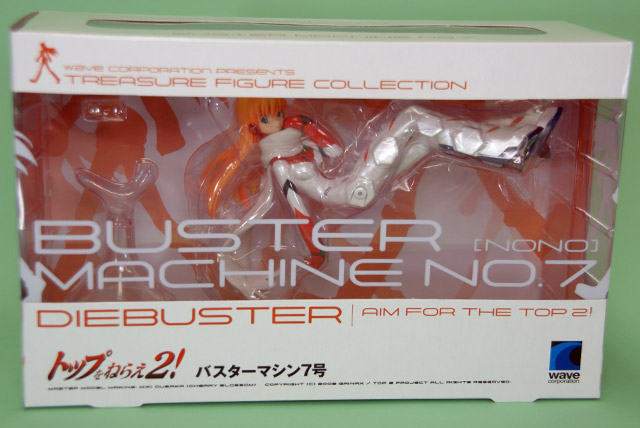 WAVE CORPORATION PRESENTS
TREASURE FIGURE COLLECTION
BUSTER [NONO]
MACHINE NO.7
DIEBUSTER | AIM FOR THE TOP 2!
トップをねらえ2! バスターマシン7号
wave
corporation